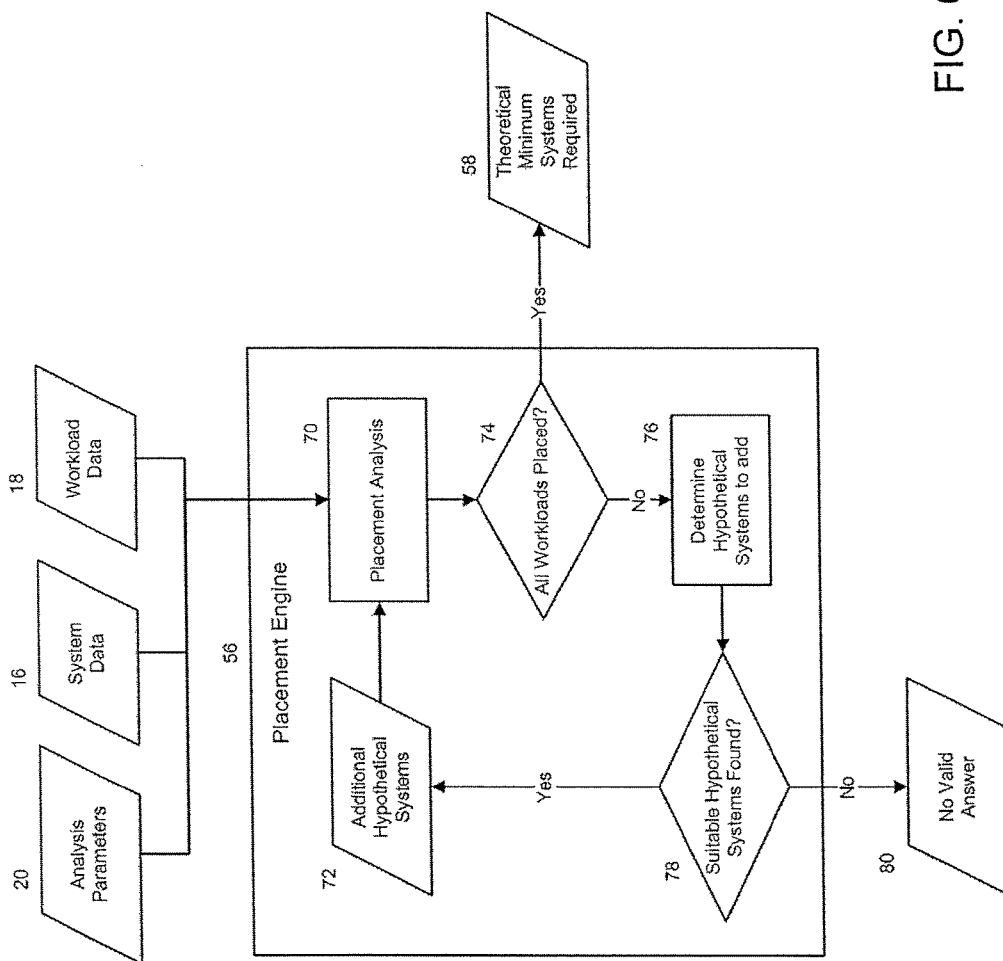 20
Analysis
Parameters
16
System
Data
18
Workload
Data
56
Placement Engine
72
Additional
Hypothetical
Systems
70
Placement Analysis
74
All Workloads Placed?
Yes
58
Theoretical
Minimum
Systems
Required
No
76
Determine
Hypothetical
Systems to add
78
Suitable Hypothetical
Systems Found?
Yes
No
80
No Valid
Answer
FIG.